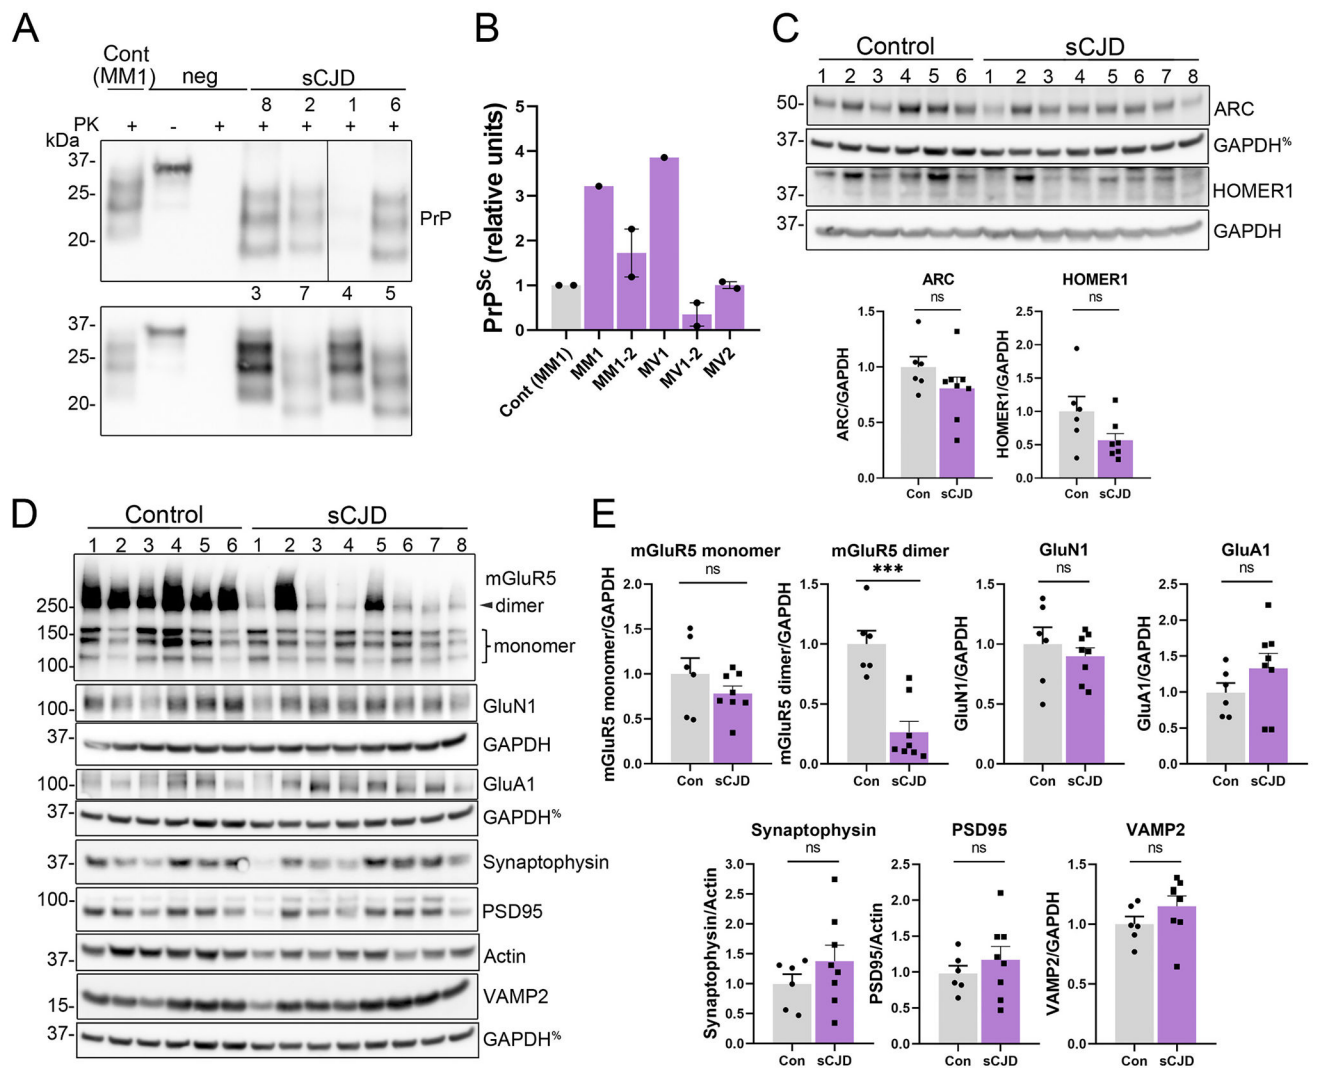 A
Cont
(MM1)
neg
sCJD
8 2 1 6
PK + - + + + + +
kDa
37-
25-
20-
PrP
3 7 4 5
37-
25-
20-
B
PrP^Sc (relative units)
5
4
3
2
1
0
Cont (MM1)
MM1
MM1-2
MV1
MV1-2
MV2
C
Control sCJD
1 2 3 4 5 6 1 2 3 4 5 6 7 8
50- ARC
37- GAPDH%
37- HOMER1
37- GAPDH
ARC
ns
ARC/GAPDH
1.5
1.0
0.5
0.0
Con sCJD
HOMER1
ns
HOMER1/GAPDH
2.5
2.0
1.5
1.0
0.5
0.0
Con sCJD
D
Control sCJD
1 2 3 4 5 6 1 2 3 4 5 6 7 8
mGluR5
250- dimer
150- monomer
100-
100- GluN1
37- GAPDH
100- GluA1
37- GAPDH%
37- Synaptophysin
100- PSD95
37- Actin
15- VAMP2
37- GAPDH%
E
mGluR5 monomer
ns
mGluR5 monomer/GAPDH
2.0
1.5
1.0
0.5
0.0
Con sCJD
mGluR5 dimer
***
mGluR5 dimer/GAPDH
1.5
1.0
0.5
0.0
Con sCJD
GluN1
ns
GluN1/GAPDH
1.5
1.0
0.5
0.0
Con sCJD
GluA1
ns
GluA1/GAPDH
2.5
2.0
1.5
1.0
0.5
0.0
Con sCJD
Synaptophysin
ns
Synaptophysin/Actin
3.0
2.5
2.0
1.5
1.0
0.5
0.0
Con sCJD
PSD95
ns
PSD95/Actin
2.5
2.0
1.5
1.0
0.5
0.0
Con sCJD
VAMP2
ns
VAMP2/GAPDH
1.5
1.0
0.5
0.0
Con sCJD